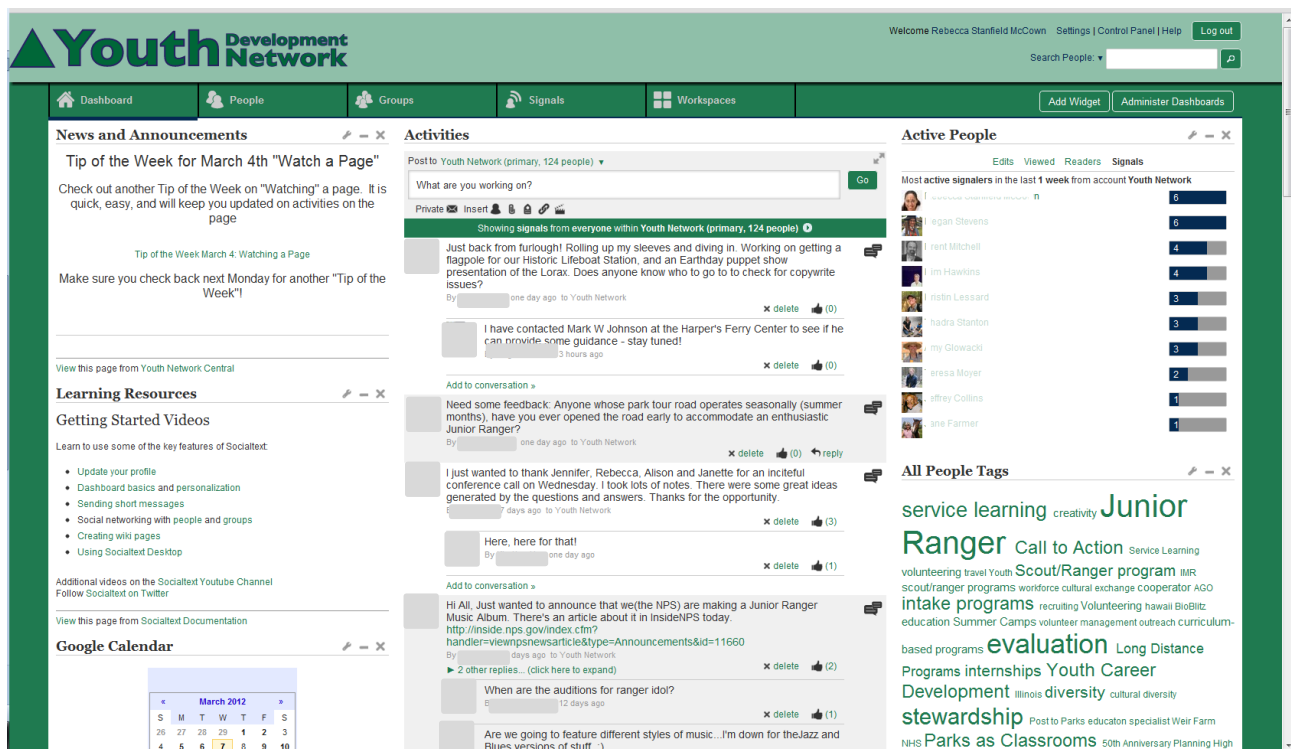 Youth Development Network
Welcome Rebecca Stanfield McCown Settings | Control Panel | Help Log out
Search People: ▾
Dashboard People Groups Signals Workspaces Add Widget Administer Dashboards
News and Announcements
Tip of the Week for March 4th "Watch a Page"
Check out another Tip of the Week on "Watching" a page. It is
quick, easy, and will keep you updated on activities on the
page
Tip of the Week March 4: Watching a Page
Make sure you check back next Monday for another "Tip of the
Week"!
View this page from Youth Network Central
Learning Resources
Getting Started Videos
Learn to use some of the key features of Socialtext:
Update your profile
Dashboard basics and personalization
Sending short messages
Social networking with people and groups
Creating wiki pages
Using Socialtext Desktop
Additional videos on the Socialtext Youtube Channel
Follow Socialtext on Twitter
View this page from Socialtext Documentation
Google Calendar
« March 2012 »
S M T W T F S
26 27 28 29 1 2 3
4 5 6 7 8 9 10
Activities
Post to Youth Network (primary, 124 people) ▾
What are you working on? Go
Private Insert
Showing signals from everyone within Youth Network (primary, 124 people)
Just back from furlough! Rolling up my sleeves and diving in. Working on getting a
flagpole for our Historic Lifeboat Station, and an Earthday puppet show
presentation of the Lorax. Does anyone know who to go to to check for copywrite
issues?
By one day ago to Youth Network
× delete (0)
I have contacted Mark W Johnson at the Harper's Ferry Center to see if he
can provide some guidance - stay tuned!
3 hours ago
× delete (0)
Add to conversation »
Need some feedback: Anyone whose park tour road operates seasonally (summer
months), have you ever opened the road early to accommodate an enthusiastic
Junior Ranger?
By one day ago to Youth Network
× delete (0) reply
I just wanted to thank Jennifer, Rebecca, Alison and Janette for an inciteful
conference call on Wednesday. I took lots of notes. There were some great ideas
generated by the questions and answers. Thanks for the opportunity.
7 days ago to Youth Network
× delete (3)
Here, here for that!
By one day ago
× delete (1)
Add to conversation »
Hi All, Just wanted to announce that we(the NPS) are making a Junior Ranger
Music Album. There's an article about it in InsideNPS today.
http://inside.nps.gov/index.cfm?
handler=viewnpsnewsarticle&type=Announcements&id=11660
By days ago to Youth Network
► 2 other replies... (click here to expand) × delete (2)
When are the auditions for ranger idol?
12 days ago
× delete (1)
Are we going to feature different styles of music...I'm down for theJazz and
Blues versions of stuff. :)
Active People
Edits Viewed Readers Signals
Most active signalers in the last 1 week from account Youth Network
6
egan Stevens 6
rent Mitchell 4
im Hawkins 4
ristin Lessard 3
hadra Stanton 3
my Glowacki 3
eresa Moyer 2
ffrey Collins 1
ane Farmer 1
All People Tags
service learning creativity Junior
Ranger Call to Action Service Learning
volunteering travel Youth Scout/Ranger program IMR
scout/ranger programs workforce cultural exchange cooperator AGO
intake programs recruiting Volunteering hawaii BioBlitz
education Summer Camps volunteer management outreach curriculum-
based programs evaluation Long Distance
Programs internships Youth Career
Development Illinois diversity cultural diversity
stewardship Post to Parks educaton specialist Weir Farm
NHS Parks as Classrooms 50th Anniversary Planning High